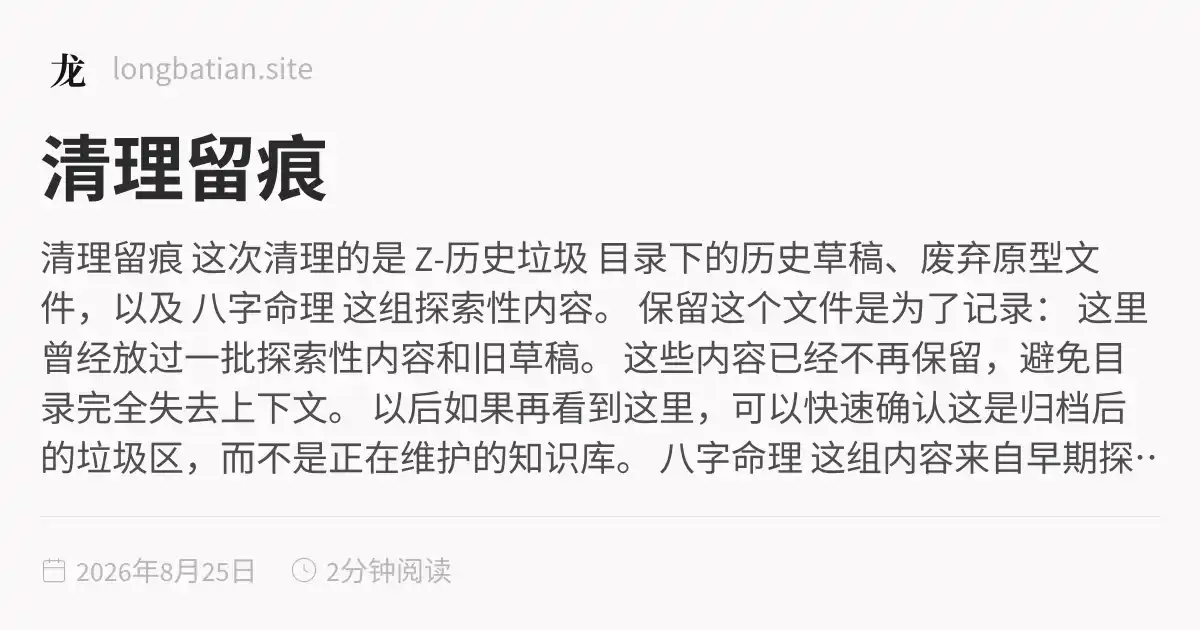 龙 longbatian.site
清理留痕
清理留痕 这次清理的是 Z-历史垃圾 目录下的历史草稿、废弃原型文
件，以及 八字命理 这组探索性内容。 保留这个文件是为了记录： 这里
曾经放过一批探索性内容和旧草稿。 这些内容已经不再保留，避免目
录完全失去上下文。 以后如果再看到这里，可以快速确认这是归档后
的垃圾区，而不是正在维护的知识库。 八字命理 这组内容来自早期探…
2026年8月25日 2分钟阅读